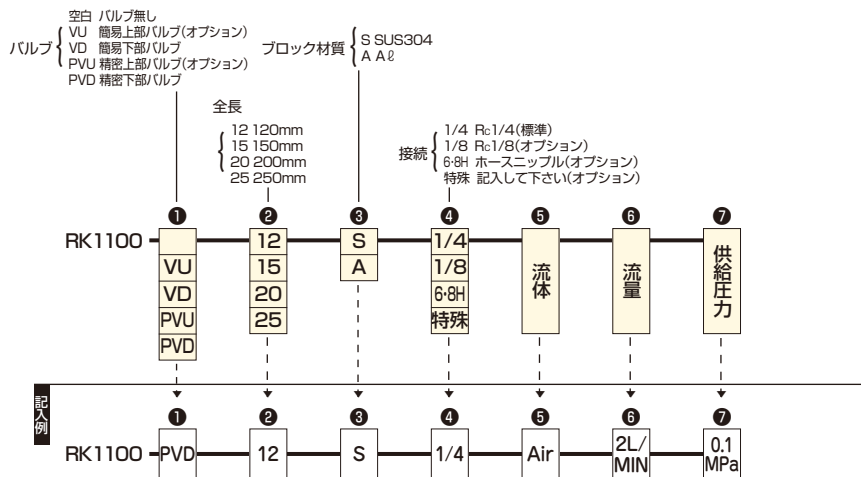 空白 バルブ無し
バルブ VU 簡易上部バルブ(オプション)
VD 簡易下部バルブ
PVU 精密上部バルブ(オプション)
PVD 精密下部バルブ
ブロック材質 S SUS304
A Aℓ
全長
12 120mm
15 150mm
20 200mm
25 250mm
接続 1/4 Rc1/4(標準)
1/8 Rc1/8(オプション)
6・8H ホースニップル(オプション)
特殊 記入して下さい(オプション)
❶ ❷ ❸ ❹ ❺ ❻ ❼
RK1100 12 S 1/4 流体 流量 供給圧力
VU 15 A 1/8
VD 20 6・8H
PVU 25 特殊
PVD
記入例
❶ ❷ ❸ ❹ ❺ ❻ ❼
RK1100 PVD 12 S 1/4 Air 2L/MIN 0.1MPa